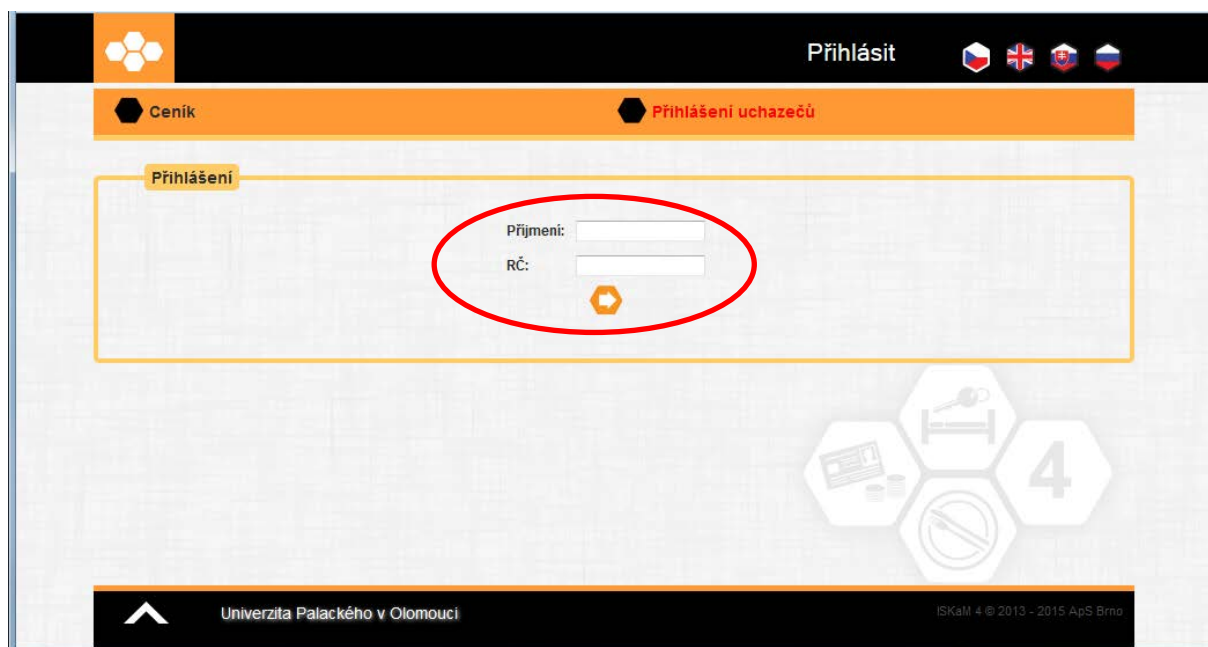 Přihlásit
Ceník
Přihlášení uchazečů
Přihlášení
Příjmení:
RČ:
4
Univerzita Palackého v Olomouci
ISKaM 4 © 2013 - 2015 ApS Brno